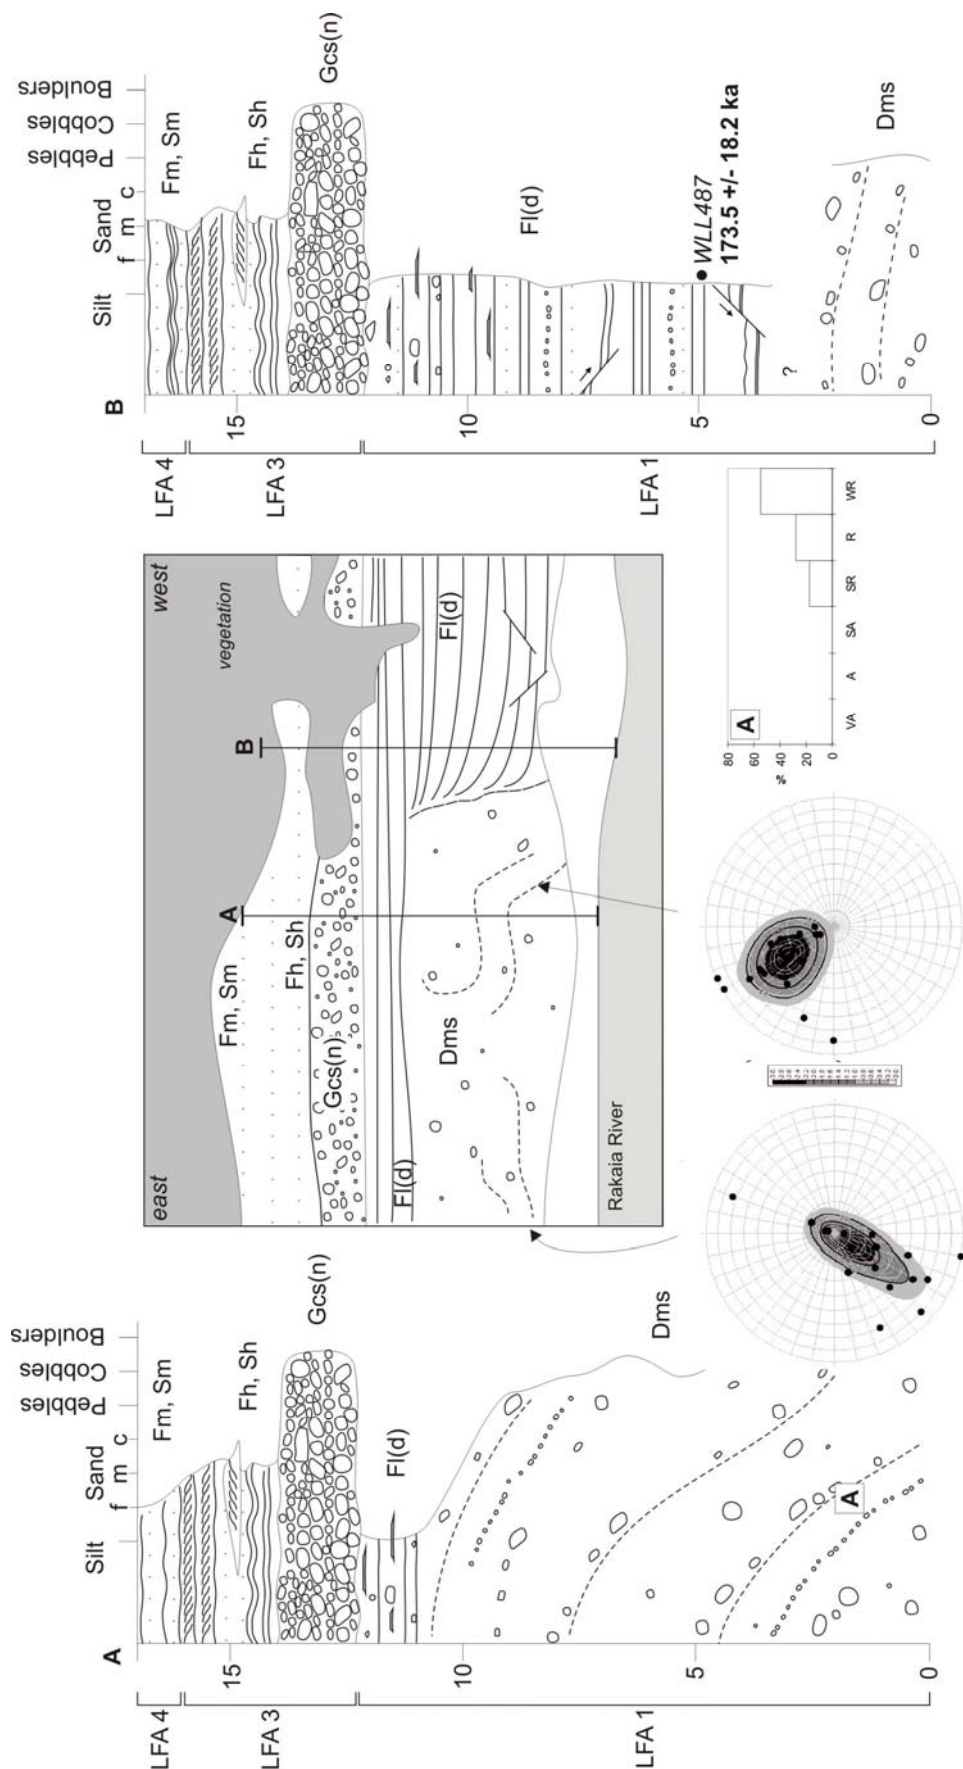 A
Silt
Sand
f
m
c
Pebbles
Cobbles
Boulders
LFA 4
LFA 3
LFA 1
15
10
5
0
Fm, Sm
Fh, Sh
Gcs(n)
Fl(d)
Dms
A
east
west
vegetation
A
B
Fm, Sm
Fh, Sh
Gcs(n)
Fl(d)
Fl(d)
Dms
Rakaia River
A
80
60
40
20
0
%
VA
A
SA
SR
R
WR
B
Silt
Sand
f
m
c
Pebbles
Cobbles
Boulders
LFA 4
LFA 3
LFA 1
15
10
5
0
Fm, Sm
Fh, Sh
Gcs(n)
Fl(d)
WLL487
173.5 +/- 18.2 ka
?
Dms